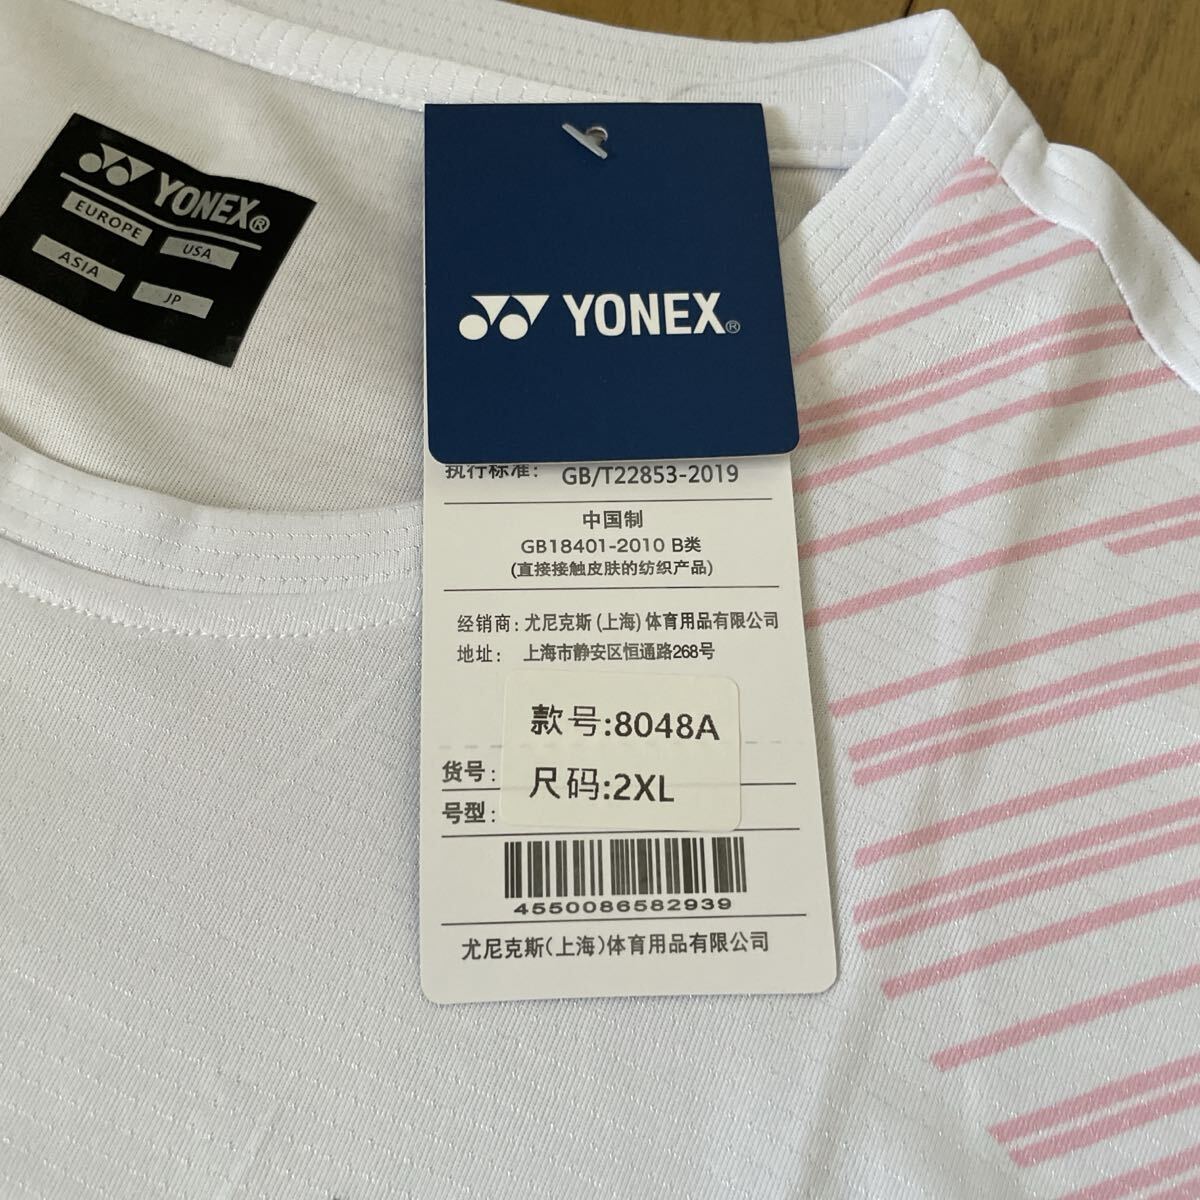 YONEX®
EUROPE
USA
ASIA
JP
YONEX®
执行标准: GB/T22853-2019
中国制
GB18401-2010 B类
(直接接触皮肤的纺织产品)
经销商: 尤尼克斯(上海)体育用品有限公司
地址: 上海市静安区恒通路268号
款号:8048A
尺码:2XL
货号:
号型:
4550086582939
尤尼克斯(上海)体育用品有限公司